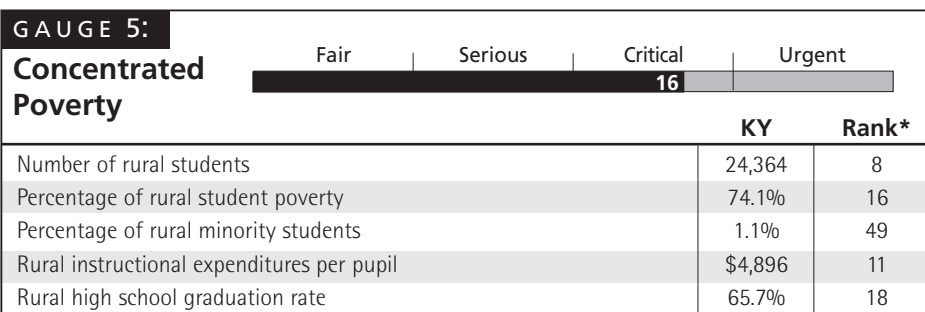 GAUGE 5:
Concentrated
Poverty
Fair Serious Critical Urgent
16
KY Rank*
Number of rural students 24,364 8
Percentage of rural student poverty 74.1% 16
Percentage of rural minority students 1.1% 49
Rural instructional expenditures per pupil $4,896 11
Rural high school graduation rate 65.7% 18